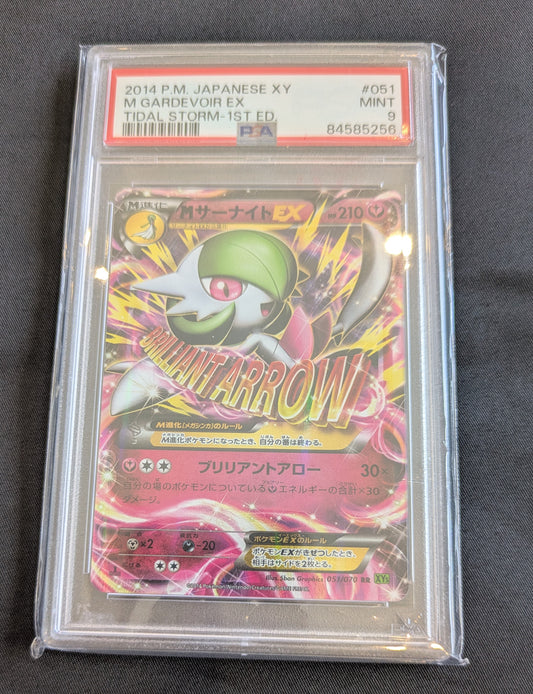 2014 P.M. JAPANESE XY #051
M GARDEVOIR EX MINT
TIDAL STORM-1ST ED. 9
PSA 84585256
M進化
MサーナイトEX HP210
BRILLIANT ARROW
M進化[メガシンカ]のルール
M進化ポケモンになったとき、自分の番は終わる。
ブリリアントアロー 30×
自分の場のポケモンについている エネルギーの合計×30
ダメージ。
×2 -20
ポケモンEXのルール
ポケモンEXがきぜつしたとき、
相手はサイドを2枚とる。
Illus. 5ban Graphics 051/070 RR XY5